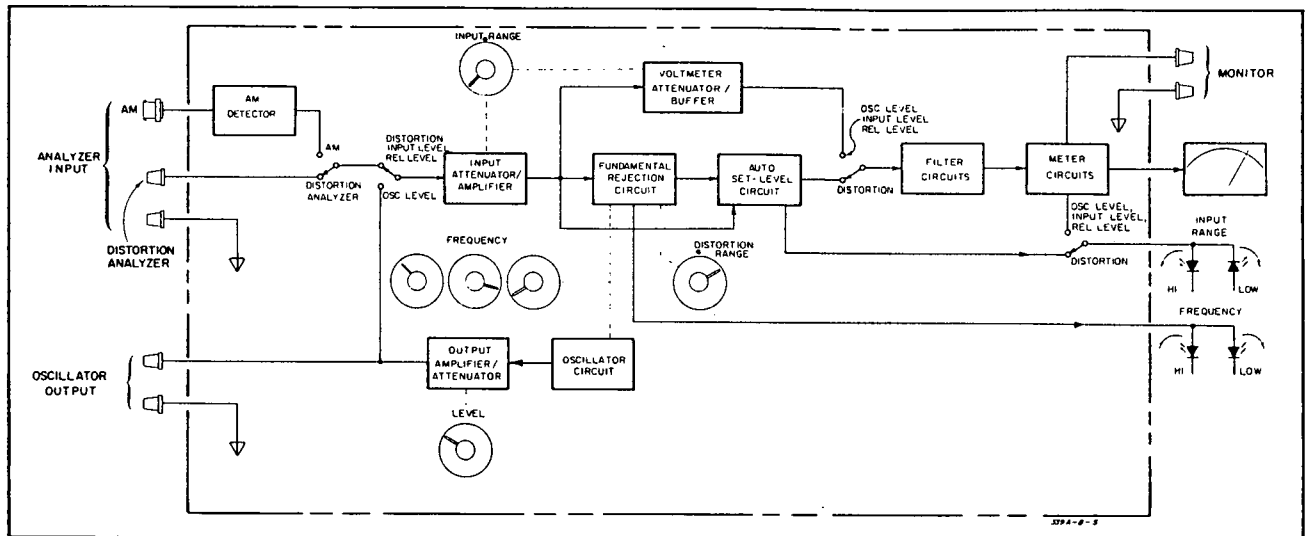 INPUT RANGE
AM
AM
DETECTOR
VOLTMETER
ATTENUATOR /
BUFFER
MONITOR
ANALYZER
INPUT
AM
DISTORTION
ANALYZER
DISTORTION
INPUT LEVEL
REL LEVEL
OSC LEVEL
INPUT
ATTENUATOR/
AMPLIFIER
FUNDAMENTAL
REJECTION
CIRCUIT
AUTO
SET-LEVEL
CIRCUIT
OSC LEVEL
INPUT LEVEL
REL LEVEL
DISTORTION
FILTER
CIRCUITS
METER
CIRCUITS
DISTORTION
ANALYZER
FREQUENCY
DISTORTION
RANGE
OSC LEVEL,
INPUT LEVEL,
REL LEVEL
DISTORTION
INPUT
RANGE
HI
LOW
FREQUENCY
HI
LOW
OSCILLATOR
OUTPUT
OUTPUT
AMPLIFIER/
ATTENUATOR
OSCILLATOR
CIRCUIT
LEVEL
339A-8-5